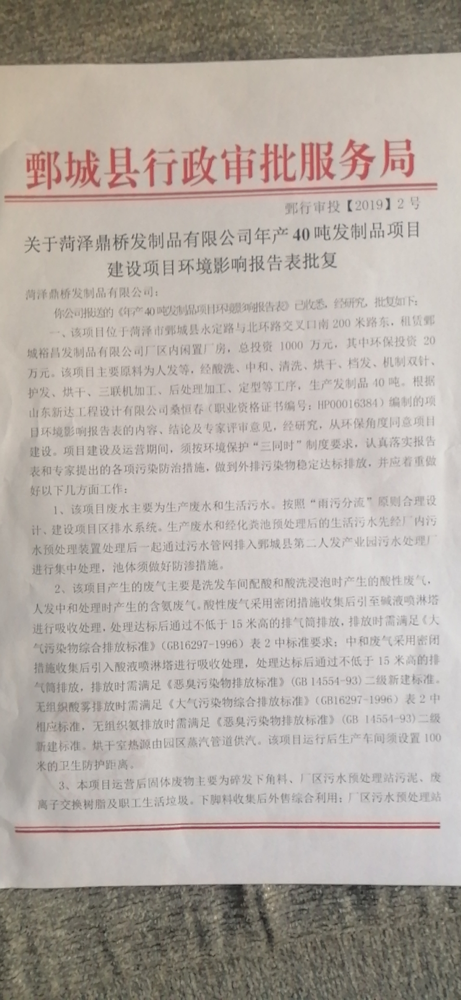 鄄城县行政审批服务局
鄄行审投【2019】2 号
关于菏泽鼎桥发制品有限公司年产 40 吨发制品项目
建设项目环境影响报告表批复
菏泽鼎桥发制品有限公司：
你公司报送的《年产 40 吨发制品项目环境影响报告表》已收悉，经研究，批复如下：
一、该项目位于菏泽市鄄城县永定路与北环路交叉口南 200 米路东，租赁鄄
城裕昌发制品有限公司厂区内闲置厂房，总投资 1000 万元，其中环保投资 20
万元。该项目主要原料为人发等，经酸洗、中和、清洗、烘干、档发、机制双针、
护发、烘干、三联机加工、后处理加工、定型等工序，生产发制品 40 吨。根据
山东新达工程设计有限公司桑恒春（职业资格证书编号：HP00016384）编制的项
目环境影响报告表的内容、结论及专家评审意见，经研究，从环保角度同意项目
建设。项目建设及运营期间，须按环境保护“三同时”制度要求，认真落实报告
表和专家提出的各项污染防治措施，做到外排污染物稳定达标排放，并应着重做
好以下几方面工作：
1、该项目废水主要为生产废水和生活污水。按照“雨污分流”原则合理设
计、建设项目区排水系统。生产废水和经化粪池预处理后的生活污水先经厂内污
水预处理装置处理后一起通过污水管网排入鄄城县第二人发产业园污水处理厂
进行集中处理，池体须做好防渗措施。
2、该项目产生的废气主要是洗发车间配酸和酸洗浸泡时产生的酸性废气，
人发中和处理时产生的含氨废气。酸性废气采用密闭措施收集后引至碱液喷淋塔
进行吸收处理，处理达标后通过不低于 15 米高的排气筒排放，排放时需满足《大
气污染物综合排放标准》（GB16297-1996）表 2 中标准要求；中和废气采用密闭
措施收集后引入酸液喷淋塔进行吸收处理，处理达标后通过不低于 15 米高的排
气筒排放，排放时需满足《恶臭污染物排放标准》(GB 14554-93)二级新建标准。
无组织酸雾排放时需满足《大气污染物综合排放标准》（GB16297-1996）表 2 中
相应标准，无组织氨排放时需满足《恶臭污染物排放标准》(GB 14554-93)二级
新建标准。烘干室热源由园区蒸汽管道供汽。该项目运行后生产车间须设置 100
米的卫生防护距离。
3、本项目运营后固体废物主要为碎发下角料、厂区污水预处理站污泥、废
离子交换树脂及职工生活垃圾。下脚料收集后外售综合利用；厂区污水预处理站